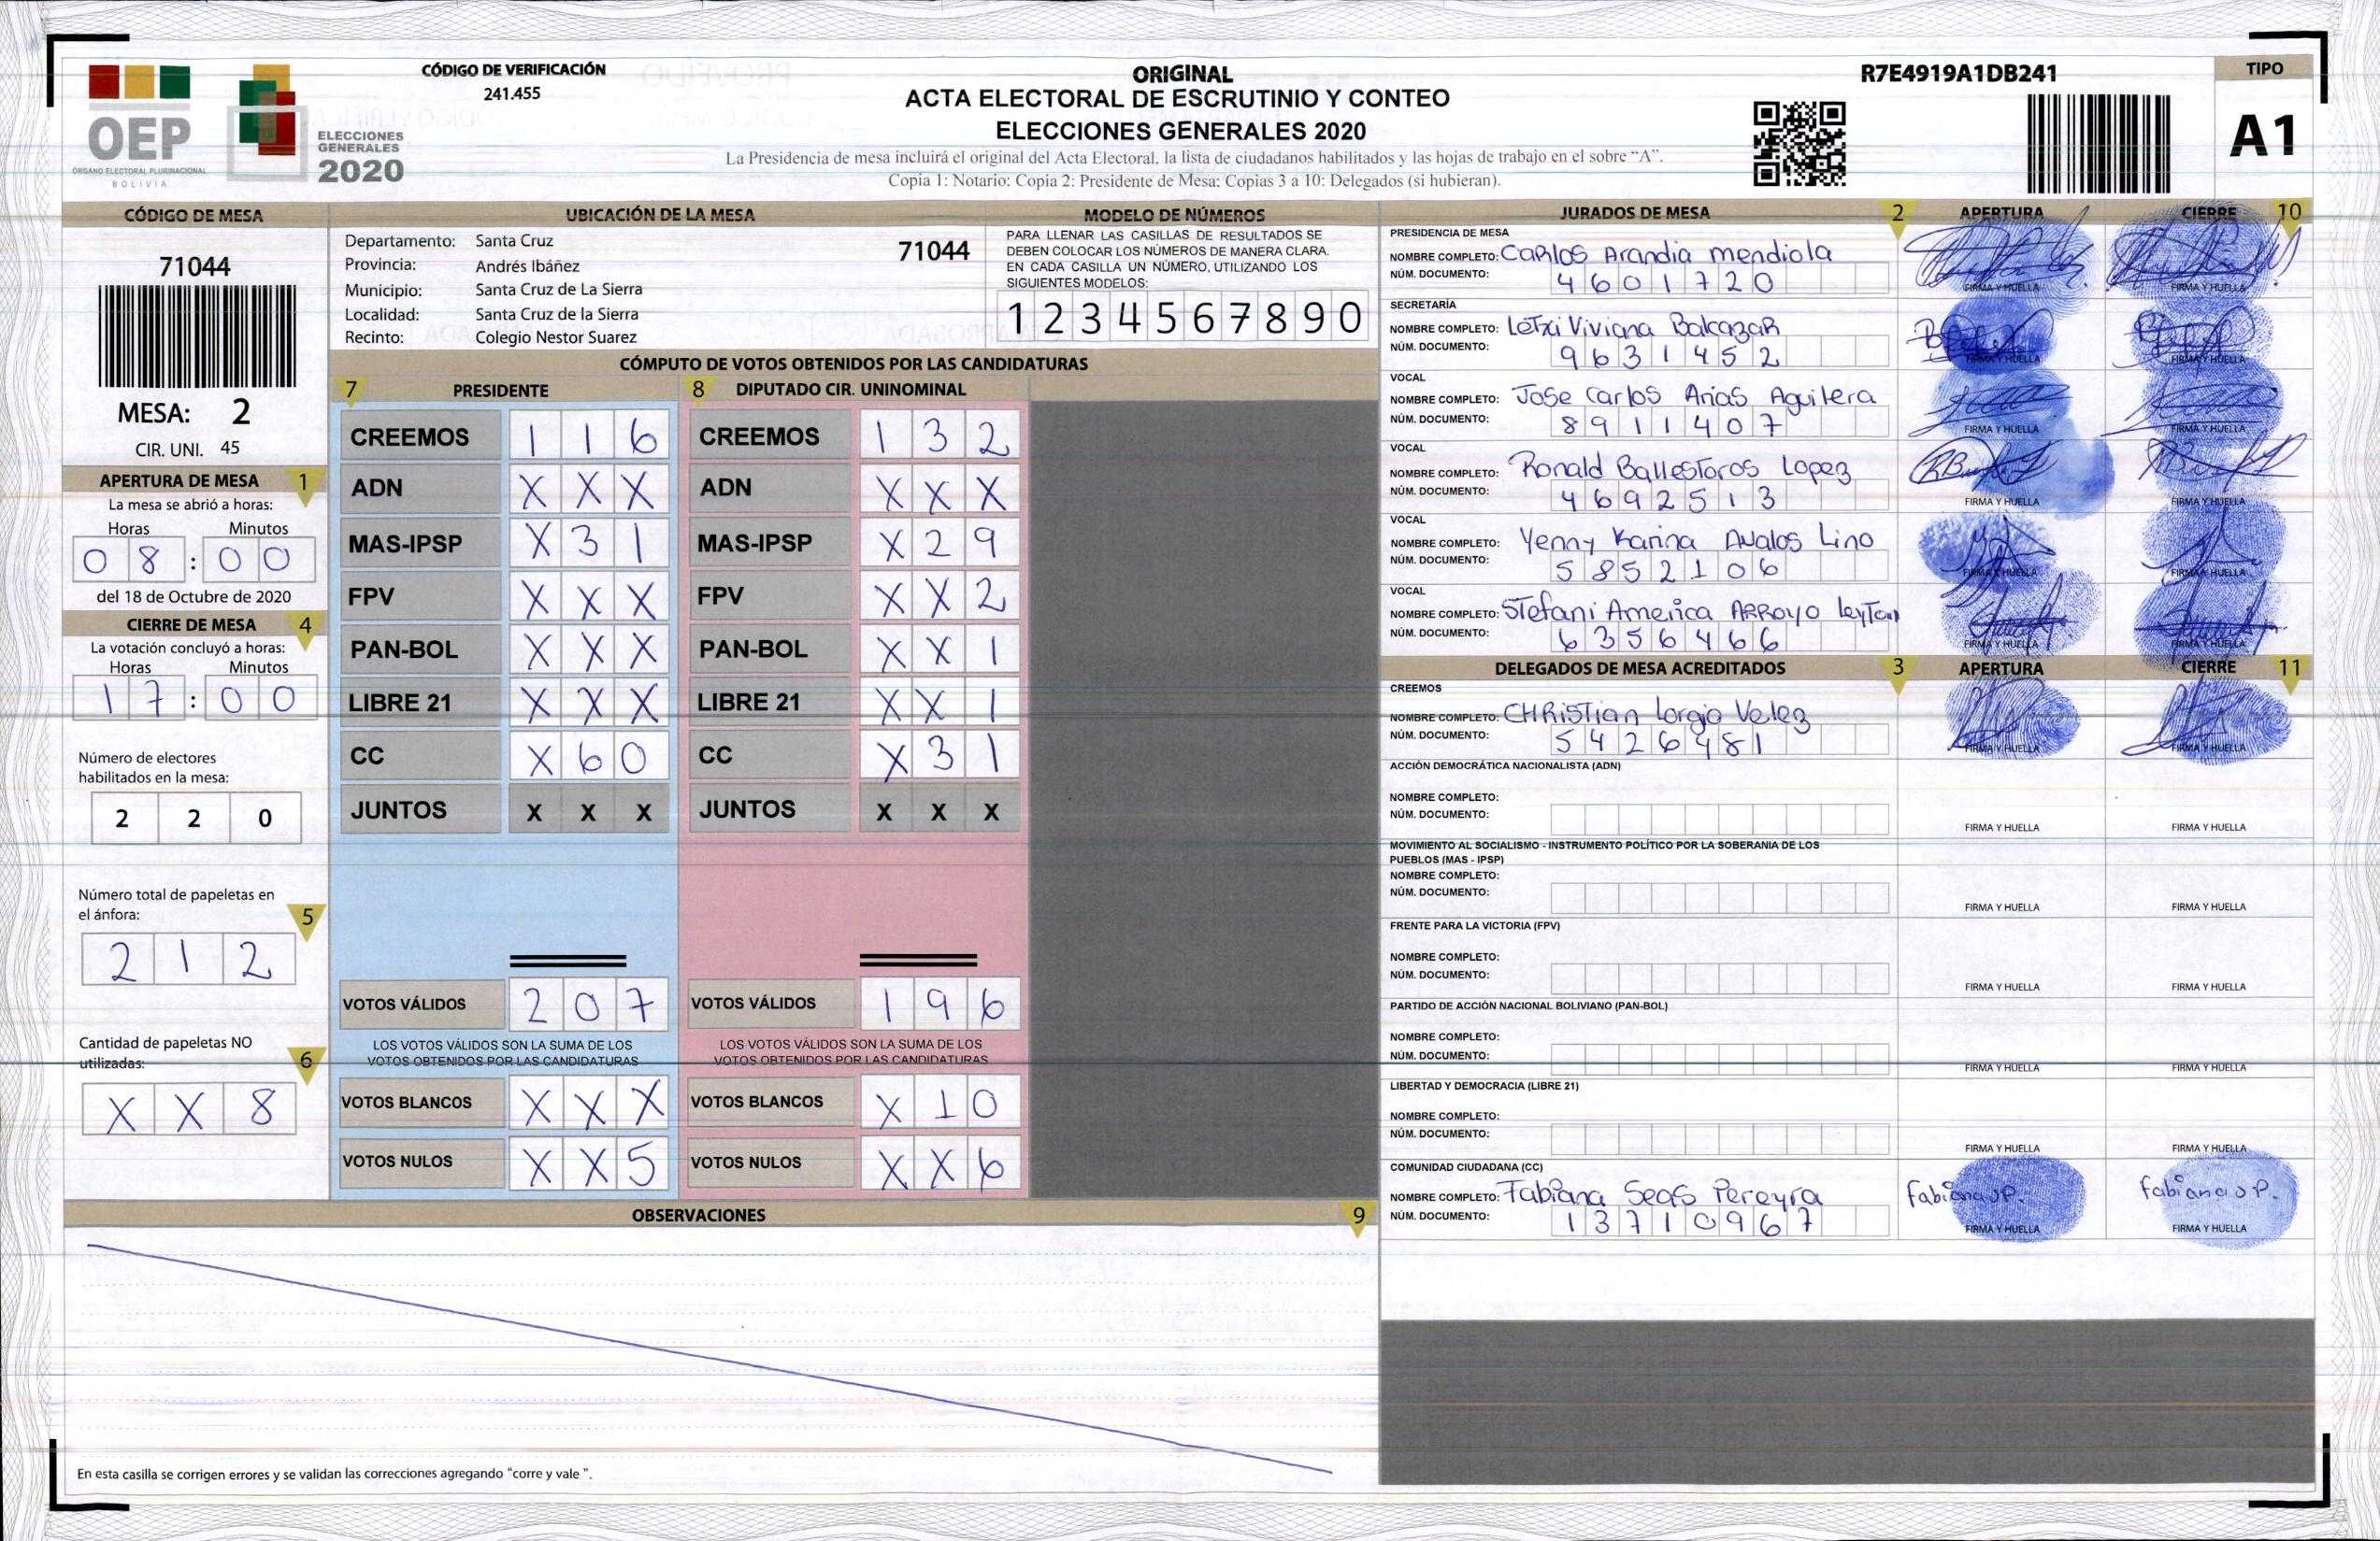 OEP
ÓRGANO ELECTORAL PLURINACIONAL
BOLIVIA
ELECCIONES
GENERALES
2020
CÓDIGO DE VERIFICACIÓN
241.455
ORIGINAL
ACTA ELECTORAL DE ESCRUTINIO Y CONTEO
ELECCIONES GENERALES 2020
La Presidencia de mesa incluirá el original del Acta Electoral, la lista de ciudadanos habilitados y las hojas de trabajo en el sobre “A”.
Copia 1: Notario: Copia 2: Presidente de Mesa: Copias 3 a 10: Delegados (si hubieran).
R7E4919A1DB241
TIPO
A1
CÓDIGO DE MESA
71044
MESA: 2
CIR. UNI. 45
APERTURA DE MESA 1
La mesa se abrió a horas:
Horas Minutos
0 8 : 0 0
del 18 de Octubre de 2020
CIERRE DE MESA 4
La votación concluyó a horas:
Horas Minutos
1 7 : 0 0
Número de electores
habilitados en la mesa:
2 2 0
Número total de papeletas en
el ánfora: 5
2 1 2
Cantidad de papeletas NO
utilizadas: 6
X X 8
UBICACIÓN DE LA MESA
Departamento: Santa Cruz
71044
Provincia: Andrés Ibáñez
Municipio: Santa Cruz de La Sierra
Localidad: Santa Cruz de la Sierra
Recinto: Colegio Nestor Suarez
MODELO DE NÚMEROS
PARA LLENAR LAS CASILLAS DE RESULTADOS SE
DEBEN COLOCAR LOS NÚMEROS DE MANERA CLARA.
EN CADA CASILLA UN NÚMERO, UTILIZANDO LOS
SIGUIENTES MODELOS:
1 2 3 4 5 6 7 8 9 0
CÓMPUTO DE VOTOS OBTENIDOS POR LAS CANDIDATURAS
7 PRESIDENTE
CREEMOS 1 1 6
ADN X X X
MAS-IPSP X 3 1
FPV X X X
PAN-BOL X X X
LIBRE 21 X X X
CC X 6 0
JUNTOS X X X
VOTOS VÁLIDOS 2 0 7
LOS VOTOS VÁLIDOS SON LA SUMA DE LOS
VOTOS OBTENIDOS POR LAS CANDIDATURAS
VOTOS BLANCOS X X X
VOTOS NULOS X X 5
8 DIPUTADO CIR. UNINOMINAL
CREEMOS 1 3 2
ADN X X X
MAS-IPSP X 2 9
FPV X X 2
PAN-BOL X X 1
LIBRE 21 X X 1
CC X 3 1
JUNTOS X X X
VOTOS VÁLIDOS 1 9 6
LOS VOTOS VÁLIDOS SON LA SUMA DE LOS
VOTOS OBTENIDOS POR LAS CANDIDATURAS
VOTOS BLANCOS X 1 0
VOTOS NULOS X X 6
OBSERVACIONES 9
En esta casilla se corrigen errores y se validan las correcciones agregando “corre y vale ”.
JURADOS DE MESA 2 APERTURA CIERRE 10
PRESIDENCIA DE MESA
NOMBRE COMPLETO: Carlos Arandia mendiola
NÚM. DOCUMENTO: 4 6 0 1 7 2 0
FIRMA Y HUELLA FIRMA Y HUELLA
SECRETARÍA
NOMBRE COMPLETO: Letxi Viviana Balcazar
NÚM. DOCUMENTO: 9 6 3 1 4 5 2
FIRMA Y HUELLA FIRMA Y HUELLA
VOCAL
NOMBRE COMPLETO: Jose Carlos Arias Aguilera
NÚM. DOCUMENTO: 8 9 1 1 4 0 7
FIRMA Y HUELLA FIRMA Y HUELLA
VOCAL
NOMBRE COMPLETO: Ronald Ballestoros Lopez
NÚM. DOCUMENTO: 4 6 9 2 5 1 3
FIRMA Y HUELLA FIRMA Y HUELLA
VOCAL
NOMBRE COMPLETO: Yenny Karina Avalos Lino
NÚM. DOCUMENTO: 5 8 5 2 1 0 6
FIRMA Y HUELLA FIRMA Y HUELLA
VOCAL
NOMBRE COMPLETO: Stefani America ARROYO Leyton
NÚM. DOCUMENTO: 6 3 5 6 4 6 6
FIRMA Y HUELLA FIRMA Y HUELLA
DELEGADOS DE MESA ACREDITADOS 3 APERTURA CIERRE 11
CREEMOS
NOMBRE COMPLETO: CHRistian Lorgio Velez
NÚM. DOCUMENTO: 5 4 2 6 4 8 1
FIRMA Y HUELLA FIRMA Y HUELLA
ACCIÓN DEMOCRÁTICA NACIONALISTA (ADN)
NOMBRE COMPLETO:
NÚM. DOCUMENTO:
FIRMA Y HUELLA FIRMA Y HUELLA
MOVIMIENTO AL SOCIALISMO - INSTRUMENTO POLÍTICO POR LA SOBERANIA DE LOS
PUEBLOS (MAS - IPSP)
NOMBRE COMPLETO:
NÚM. DOCUMENTO:
FIRMA Y HUELLA FIRMA Y HUELLA
FRENTE PARA LA VICTORIA (FPV)
NOMBRE COMPLETO:
NÚM. DOCUMENTO:
FIRMA Y HUELLA FIRMA Y HUELLA
PARTIDO DE ACCIÓN NACIONAL BOLIVIANO (PAN-BOL)
NOMBRE COMPLETO:
NÚM. DOCUMENTO:
FIRMA Y HUELLA FIRMA Y HUELLA
LIBERTAD Y DEMOCRACIA (LIBRE 21)
NOMBRE COMPLETO:
NÚM. DOCUMENTO:
FIRMA Y HUELLA FIRMA Y HUELLA
COMUNIDAD CIUDADANA (CC)
NOMBRE COMPLETO: Fabiana Seas Pereyra
NÚM. DOCUMENTO: 1 3 7 1 0 9 6 7
FabianaSP. FabianaSP.
FIRMA Y HUELLA FIRMA Y HUELLA